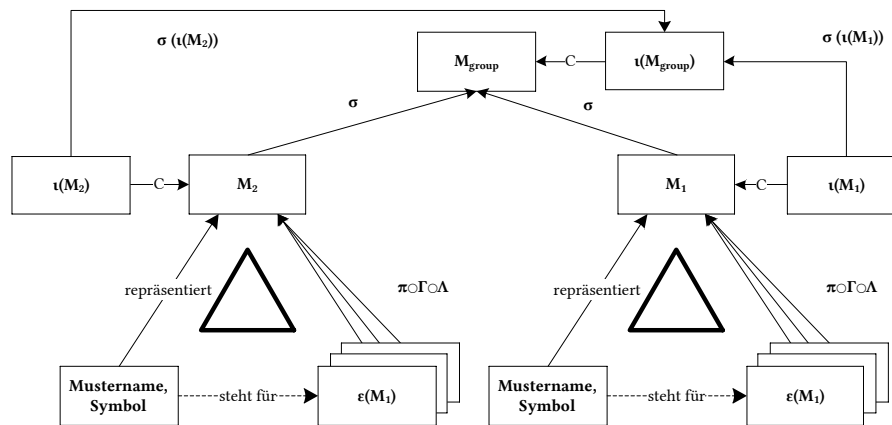 σ (ι(M₂))
σ (ι(M₁))
M_group
C
ι(M_group)
σ
σ
ι(M₂)
C
M₂
M₁
C
ι(M₁)
repräsentiert
π○Γ○Λ
repräsentiert
π○Γ○Λ
Mustername,
Symbol
steht für
ε(M₁)
Mustername,
Symbol
steht für
ε(M₁)